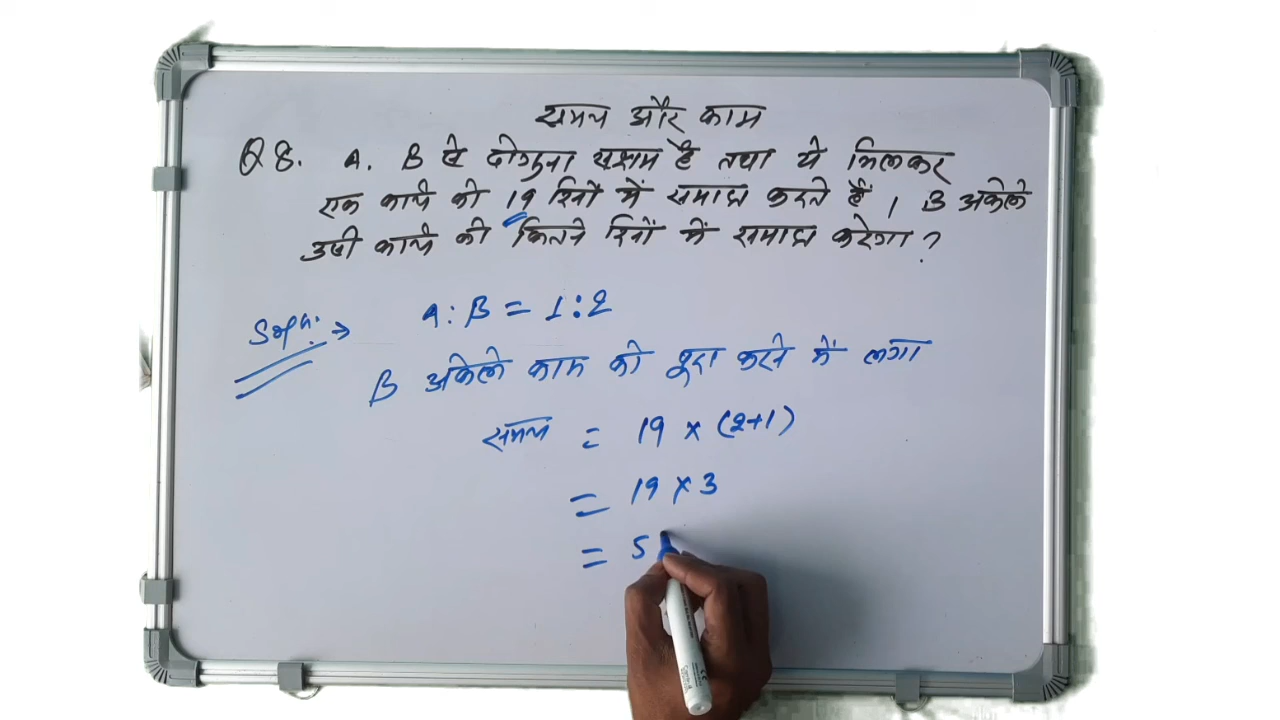 समय और काम
Q 8. A, B से दोगुना सक्षम है तथा ये मिलकर
एक कार्य को 19 दिनों में समाप्त करते हैं । B अकेले
उसी कार्य को कितने दिनों में समाप्त करेगा ?
Soln. →
A : B = 1 : 2
B अकेले काम को पूरा करने में लगा
समय = 19 × (2+1)
= 19 × 3
= 5